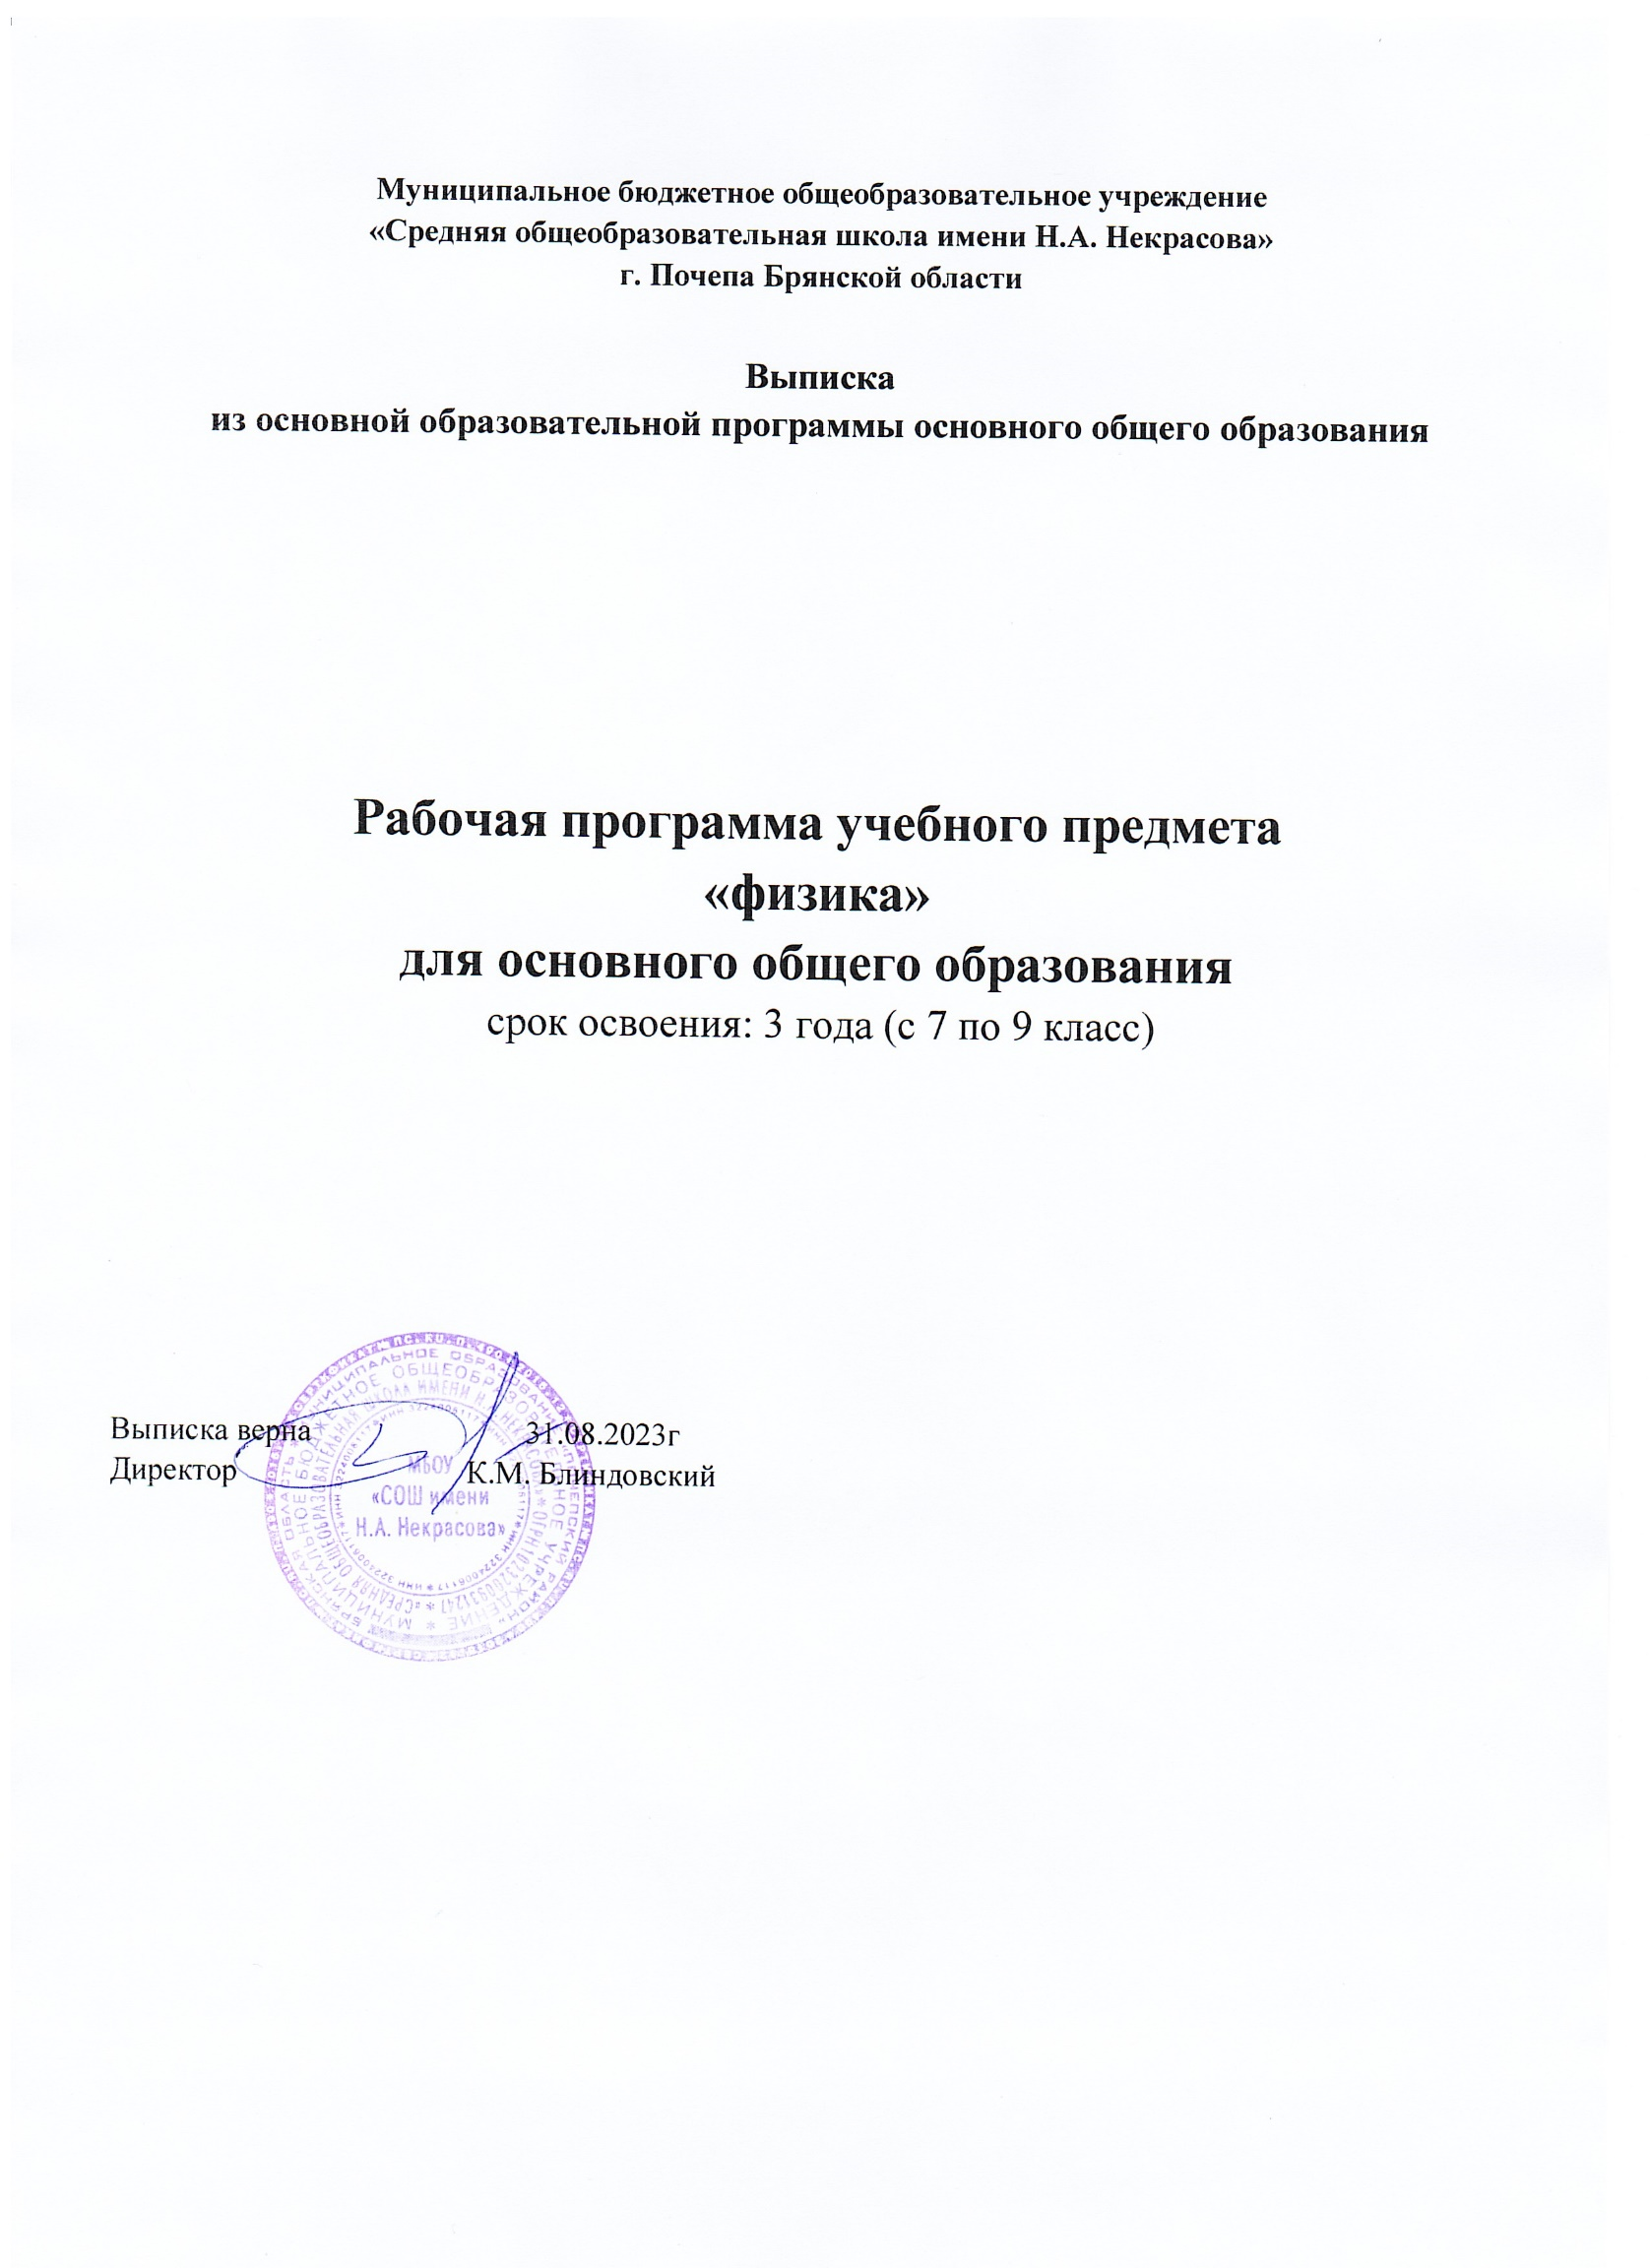 Муниципальное бюджетное общеобразовательное учреждение
«Средняя общеобразовательная школа имени Н.А. Некрасова»
г. Почепа Брянской области
Выписка
из основной образовательной программы основного общего образования
Рабочая программа учебного предмета
«физика»
для основного общего образования
срок освоения: 3 года (с 7 по 9 класс)
Выписка верна 31.08.2023г
Директор К.М. Блиндовский
МБОУ
«СОШ имени
Н.А. Некрасова»